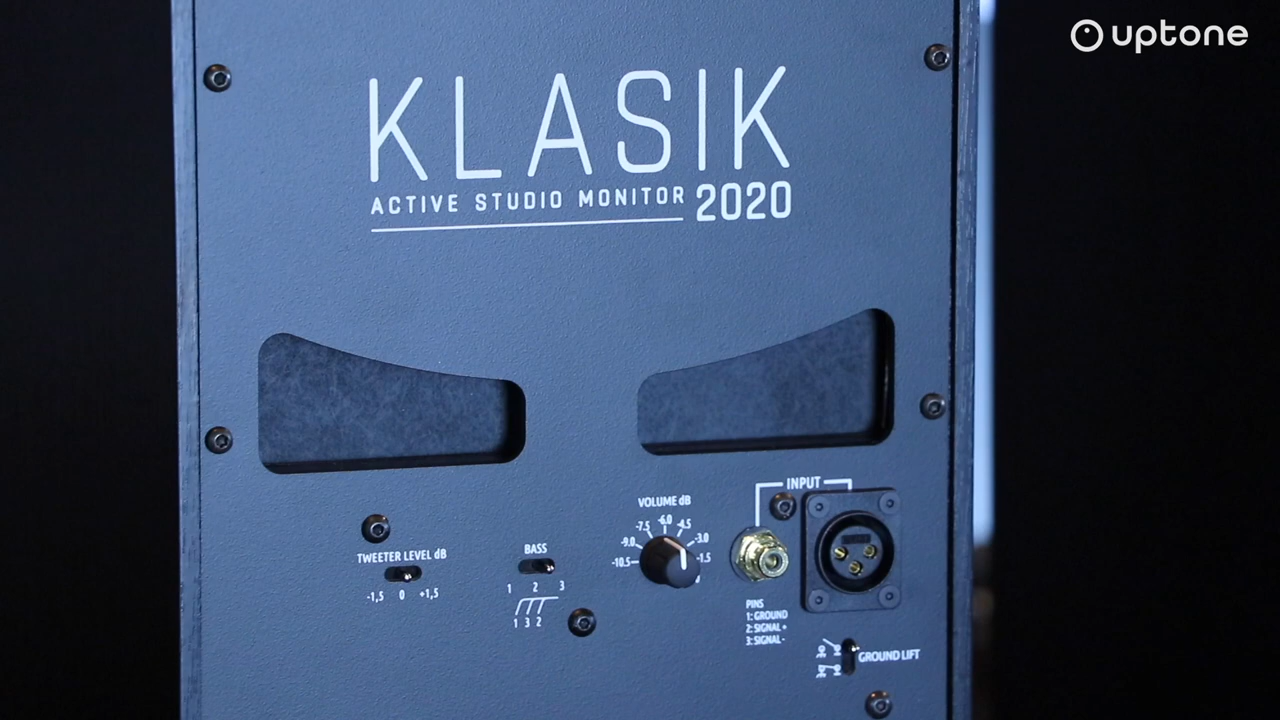 uptone
KLASIK
ACTIVE STUDIO MONITOR 2020
INPUT
VOLUME dB
-10.5 -9.0 -7.5 -6.0 -4.5 -3.0 -1.5
TWEETER LEVEL dB
-1,5 0 +1,5
BASS
1 2 3
1 3 2
PINS
1: GROUND
2: SIGNAL +
3: SIGNAL -
GROUND LIFT